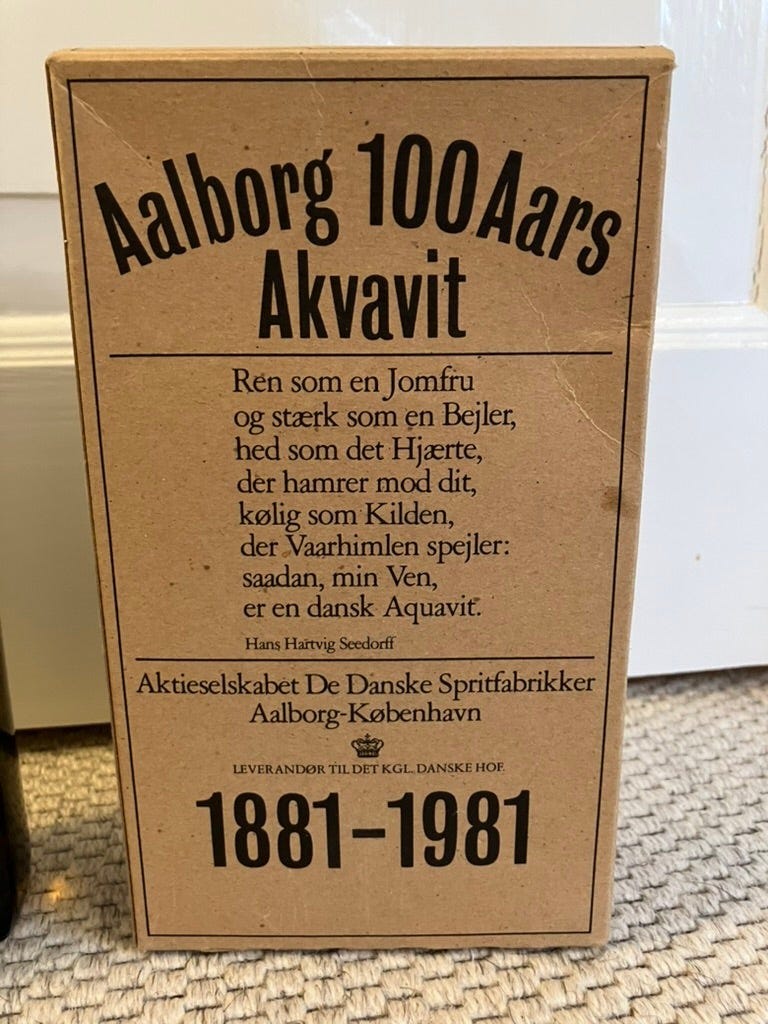 Aalborg 100 Aars
Akvavit
Ren som en Jomfru
og stærk som en Bejler,
hed som det Hjærte,
der hamrer mod dit,
kølig som Kilden,
der Vaarhimlen spejler:
saadan, min Ven,
er en dansk Aquavit.
Hans Hartvig Seedorff
Aktieselskabet De Danske Spritfabrikker
Aalborg-København
LEVERANDØR TIL DET KGL. DANSKE HOF.
1881-1981